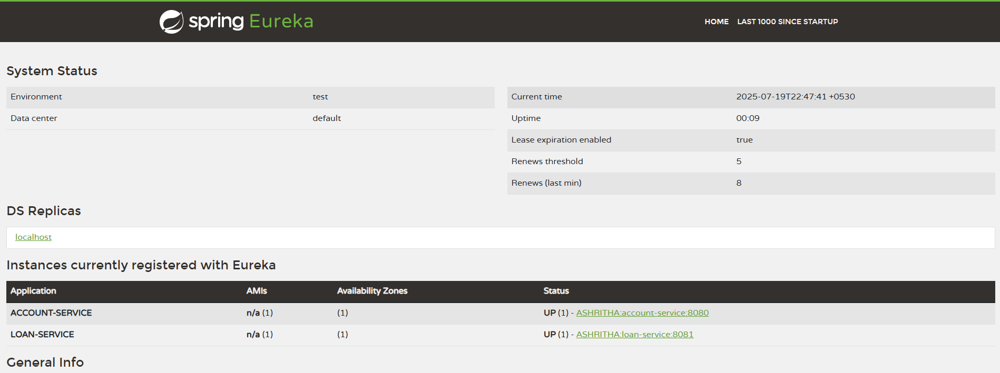 spring Eureka
HOME LAST 1000 SINCE STARTUP
System Status
Environment test
Data center default
Current time 2025-07-19T22:47:41 +0530
Uptime 00:09
Lease expiration enabled true
Renews threshold 5
Renews (last min) 8
DS Replicas
localhost
Instances currently registered with Eureka
Application AMIs Availability Zones Status
ACCOUNT-SERVICE n/a (1) (1) UP (1) - ASHRITHA:account-service:8080
LOAN-SERVICE n/a (1) (1) UP (1) - ASHRITHA:loan-service:8081
General Info